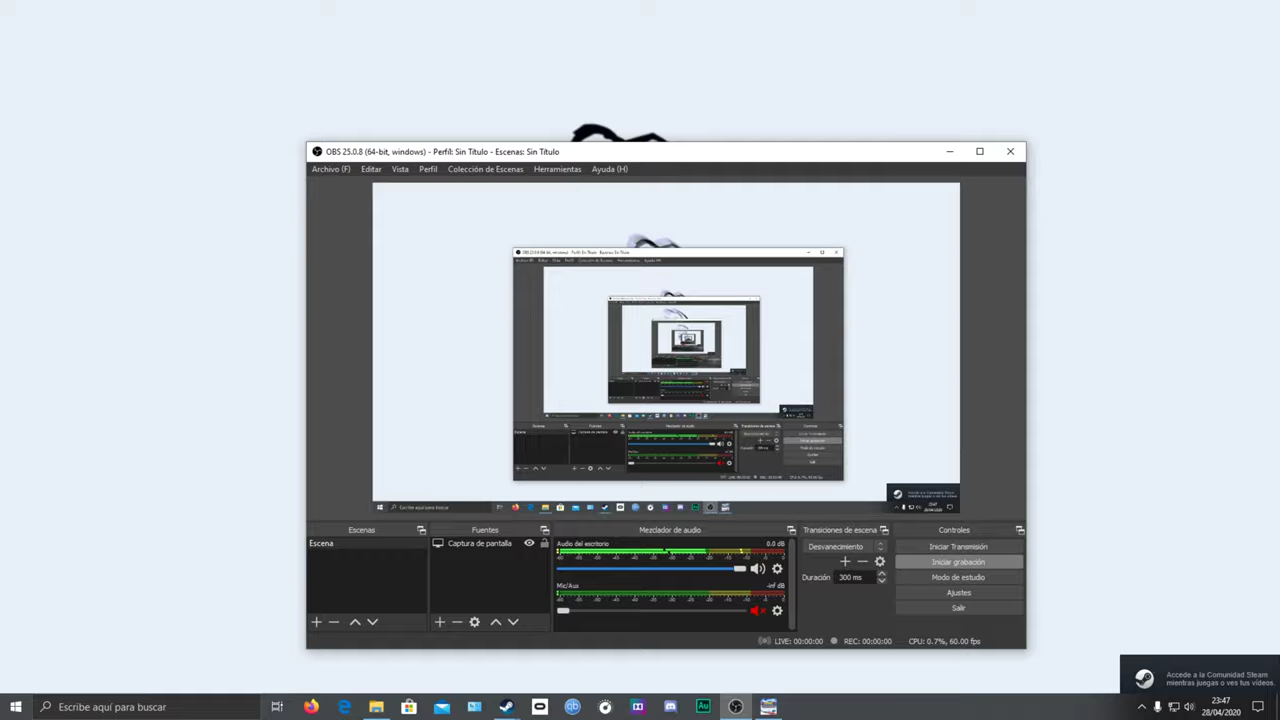 OBS 25.0.8 (64-bit, windows) - Perfil: Sin Título - Escenas: Sin Título
Archivo (F) Editar Vista Perfil Colección de Escenas Herramientas Ayuda (H)
Escenas Fuentes Mezclador de audio Transiciones de escena Controles
Escena Captura de pantalla Audio del escritorio 0.0 dB Desvanecimiento Iniciar Transmisión
Iniciar grabación
Duración 300 ms Modo de estudio
Mic/Aux -inf dB Ajustes
Salir
LIVE: 00:00:00 REC: 00:00:00 CPU: 0.7%, 60.00 fps
Accede a la Comunidad Steam
mientras juegas o ves tus vídeos.
Escribe aquí para buscar
Au
23:47
28/04/2020